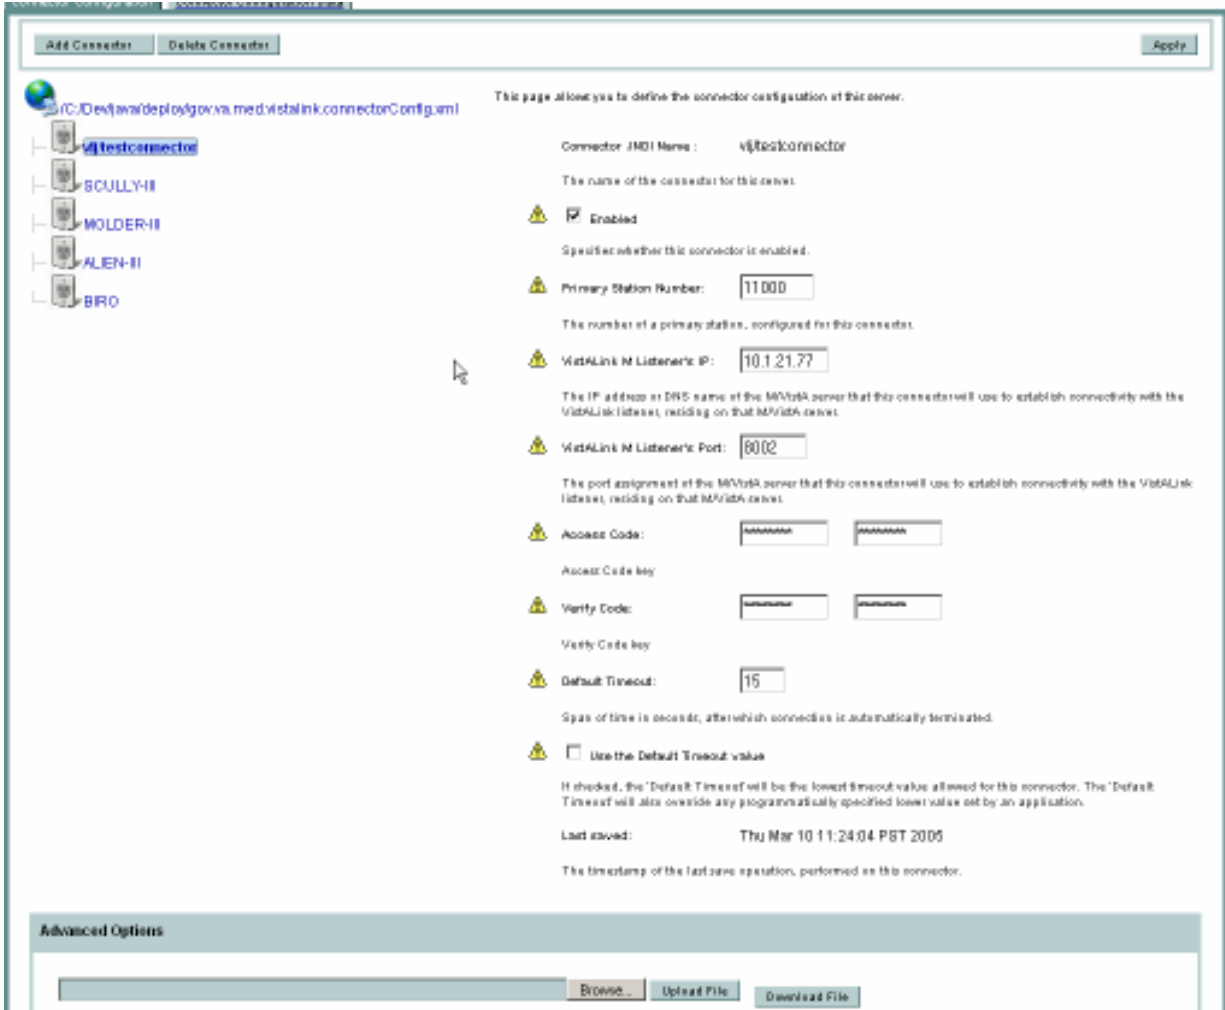 Connector Configuration
Add Connector Delete Connector Apply
/C:/Dev/java/deploy/gov.va.med.vistalink.connectorConfig.xml
This page allows you to define the connector configuration of this server.
vlj/testconnector
Connector JNDI Name : vlj/testconnector
SCULLY-III
The name of the connector for this server.
MOLDER-III
Enabled
Specifies whether this connector is enabled.
ALIEN-III
Primary Station Number: 11000
BIRO
The number of a primary station, configured for this connector.
VistALink M Listener's IP: 10.1.21.77
The IP address or DNS name of the M/VistA server that this connector will use to establish connectivity with the
VistALink listener, residing on that M/VistA server.
VistALink M Listener's Port: 8002
The port assignment of the M/VistA server that this connector will use to establish connectivity with the VistALink
listener, residing on that M/VistA server.
Access Code: ******** ********
Access Code key
Verify Code: ******** ********
Verify Code key
Default Timeout: 15
Span of time in seconds, after which connection is automatically terminated.
Use the Default Timeout value
If checked, the 'Default Timeout' will be the lowest timeout value allowed for this connector. The 'Default
Timeout' will also override any programmatically specified lower value set by an application.
Last saved: Thu Mar 10 11:24:04 PST 2005
The timestamp of the last save operation, performed on this connector.
Advanced Options
Browse... Upload File Download File